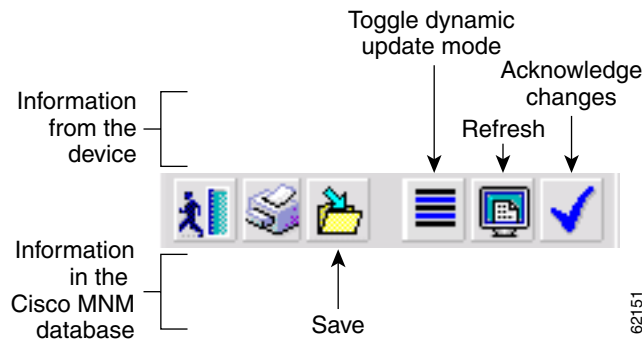 Toggle dynamic
update mode
Acknowledge
changes
Information
from the
device
Refresh
Information
in the
Cisco MNM
database
Save
62151